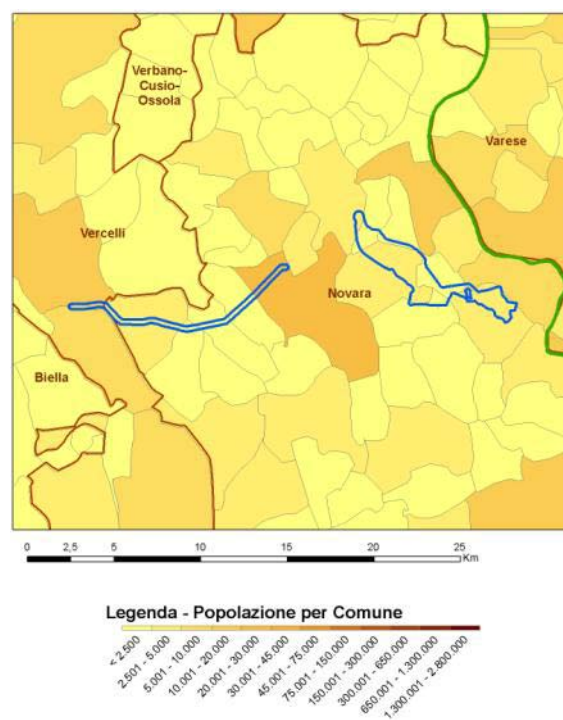 Verbano-
Cusio-
Ossola
Varese
Vercelli
Novara
Biella
0 2,5 5 10 15 20 25
Km
Legenda - Popolazione per Comune
< 2.500
2.501 - 5.000
5.001 - 10.000
10.001 - 20.000
20.001 - 30.000
30.001 - 45.000
45.001 - 75.000
75.001 - 150.000
150.001 - 300.000
300.001 - 650.000
650.001 - 1.300.000
1.300.001 - 2.800.000